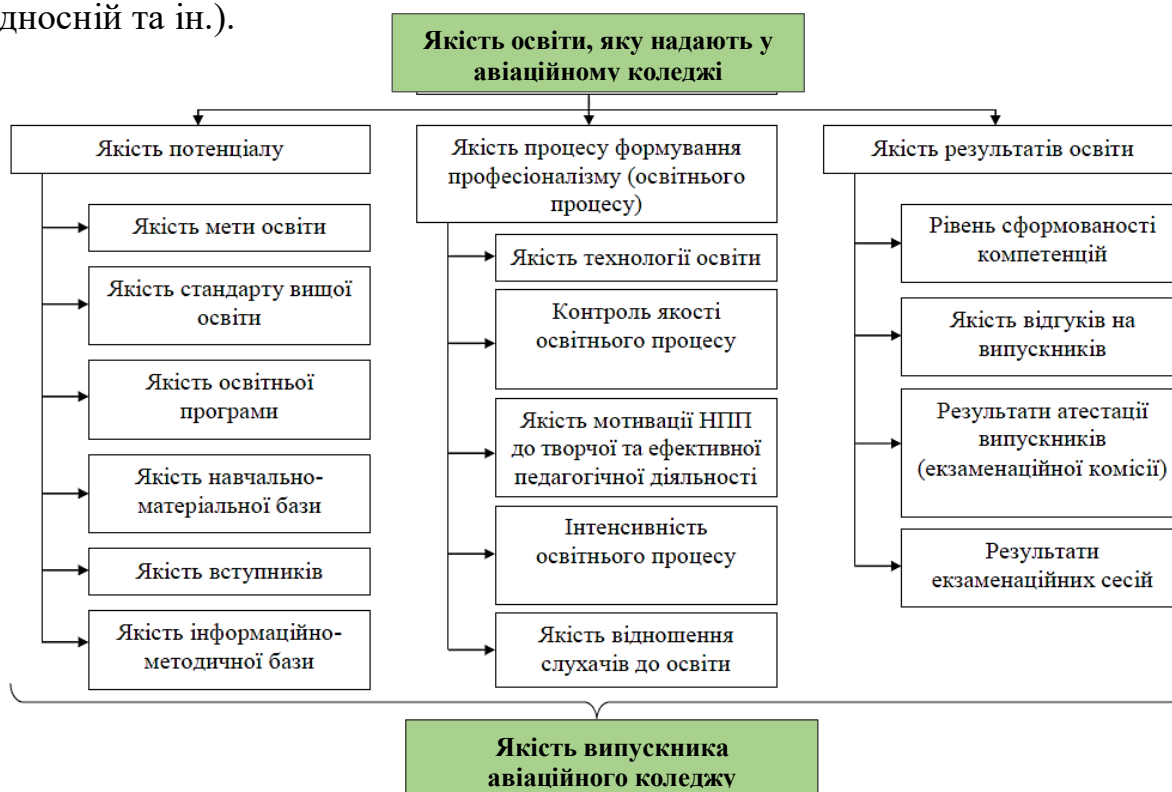 дносній та ін.).
Якість освіти, яку надають у
авіаційному коледжі
Якість потенціалу
Якість мети освіти
Якість стандарту вищої
освіти
Якість освітньої
програми
Якість навчально-
матеріальної бази
Якість вступників
Якість інформаційно-
методичної бази
Якість процесу формування
професіоналізму (освітнього
процесу)
Якість технології освіти
Контроль якості
освітнього процесу
Якість мотивації НПП
до творчої та ефективної
педагогічної діяльності
Інтенсивність
освітнього процесу
Якість відношення
слухачів до освіти
Якість результатів освіти
Рівень сформованості
компетенцій
Якість відгуків на
випускників
Результати атестації
випускників
(екзаменаційної комісії)
Результати
екзаменаційних сесій
Якість випускника
авіаційного коледжу